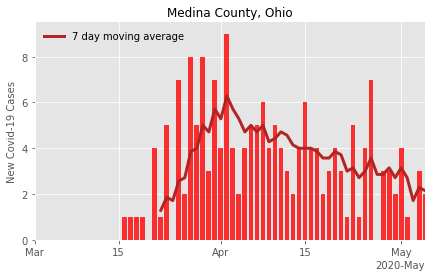 Medina County, Ohio
7 day moving average
New Covid-19 Cases
8
6
4
2
0
Mar
15
Apr
15
May
2020-May